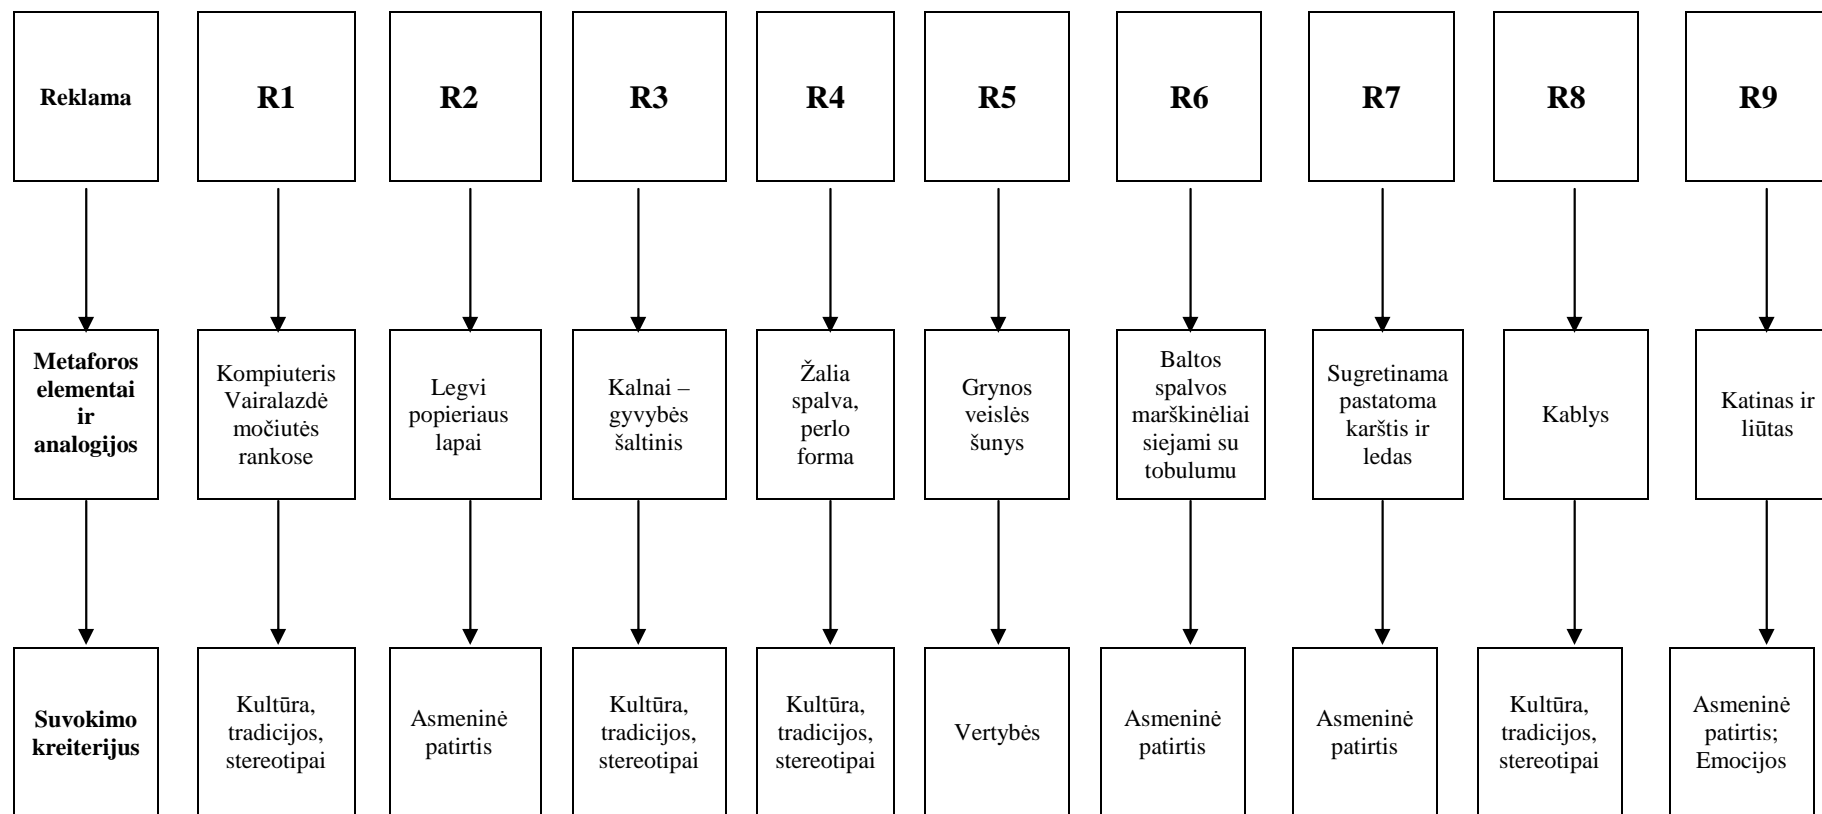 Reklama
R1
R2
R3
R4
R5
R6
R7
R8
R9
Metaforos
elementai
ir
analogijos
Kompiuteris
Vairalazdė
močiutės
rankose
Legvi
popieriaus
lapai
Kalnai –
gyvybės
šaltinis
Žalia
spalva,
perlo
forma
Grynos
veislės
šunys
Baltos
spalvos
marškinėliai
siejami su
tobulumu
Sugretinama
pastatoma
karštis ir
ledas
Kablys
Katinas ir
liūtas
Suvokimo
kreiterijus
Kultūra,
tradicijos,
stereotipai
Asmeninė
patirtis
Kultūra,
tradicijos,
stereotipai
Kultūra,
tradicijos,
stereotipai
Vertybės
Asmeninė
patirtis
Asmeninė
patirtis
Kultūra,
tradicijos,
stereotipai
Asmeninė
patirtis;
Emocijos